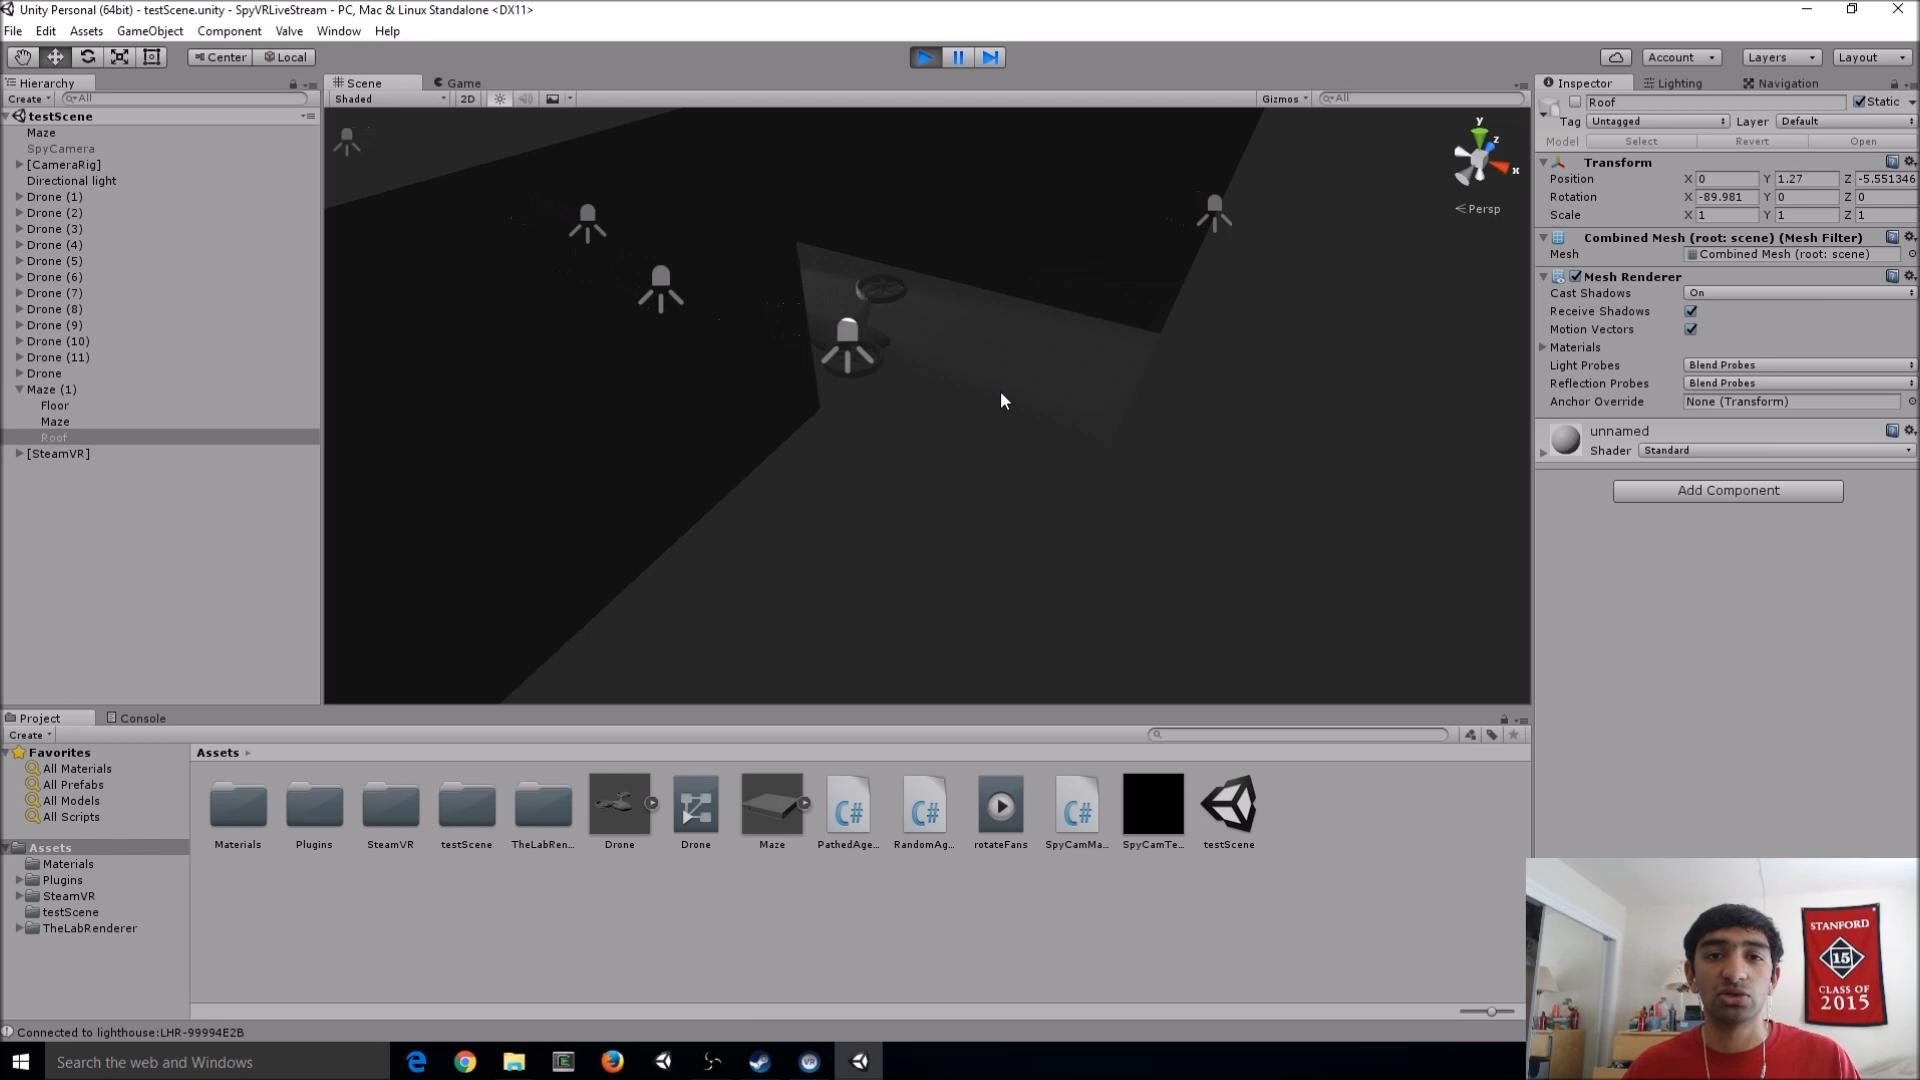 Unity Personal (64bit) - testScene.unity - SpyVRLiveStream - PC, Mac & Linux Standalone <DX11>
File Edit Assets GameObject Component Valve Window Help
Center Local
Account Layers Layout
Hierarchy
Create All
testScene
Maze
SpyCamera
[CameraRig]
Directional light
Drone (1)
Drone (2)
Drone (3)
Drone (4)
Drone (5)
Drone (6)
Drone (7)
Drone (8)
Drone (9)
Drone (10)
Drone (11)
Drone
Maze (1)
Floor
Maze
Roof
[SteamVR]
Scene Game
Shaded 2D Gizmos All
y
z
x
Persp
Inspector Lighting Navigation
Roof Static
Tag Untagged Layer Default
Model Select Revert Open
Transform
Position X 0 Y 1.27 Z -5.551346
Rotation X -89.981 Y 0 Z 0
Scale X 1 Y 1 Z 1
Combined Mesh (root: scene) (Mesh Filter)
Mesh Combined Mesh (root: scene)
Mesh Renderer
Cast Shadows On
Receive Shadows
Motion Vectors
Materials
Light Probes Blend Probes
Reflection Probes Blend Probes
Anchor Override None (Transform)
unnamed
Shader Standard
Add Component
Project Console
Create
Favorites
All Materials
All Prefabs
All Models
All Scripts
Assets
Materials
Plugins
SteamVR
testScene
TheLabRenderer
Assets
C# C# C#
Materials Plugins SteamVR testScene TheLabRen... Drone Drone Maze PathedAge... RandomAg... rotateFans SpyCamMa... SpyCamTe... testScene
Connected to lighthouse:LHR-99994E2B
Search the web and Windows
STANFORD
15
CLASS OF
2015